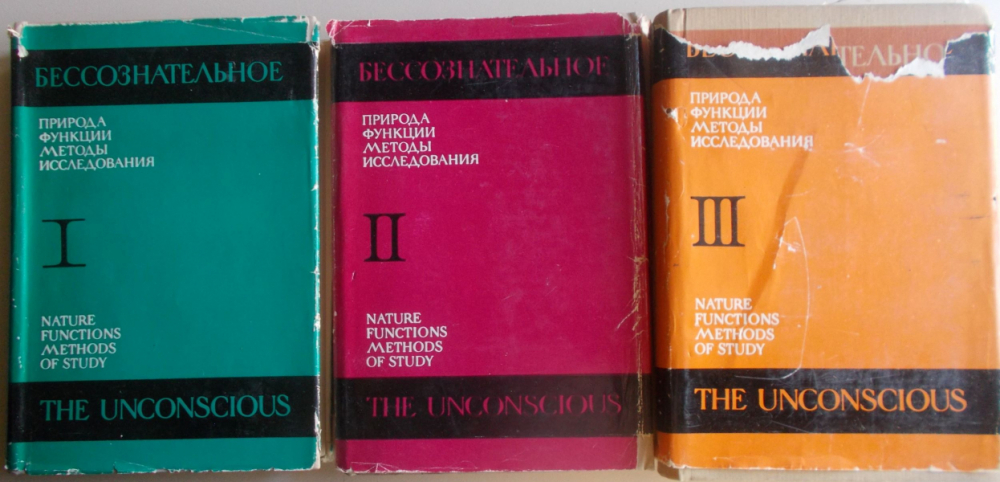 БЕССОЗНАТЕЛЬНОЕ
ПРИРОДА
ФУНКЦИИ
МЕТОДЫ
ИССЛЕДОВАНИЯ
I
NATURE
FUNCTIONS
METHODS
OF STUDY
THE UNCONSCIOUS
БЕССОЗНАТЕЛЬНОЕ
ПРИРОДА
ФУНКЦИИ
МЕТОДЫ
ИССЛЕДОВАНИЯ
II
NATURE
FUNCTIONS
METHODS
OF STUDY
THE UNCONSCIOUS
ПРИРОДА
ФУНКЦИИ
МЕТОДЫ
ИССЛЕДОВАНИЯ
III
NATURE
FUNCTIONS
METHODS
OF STUDY
THE UNCONSCIOUS